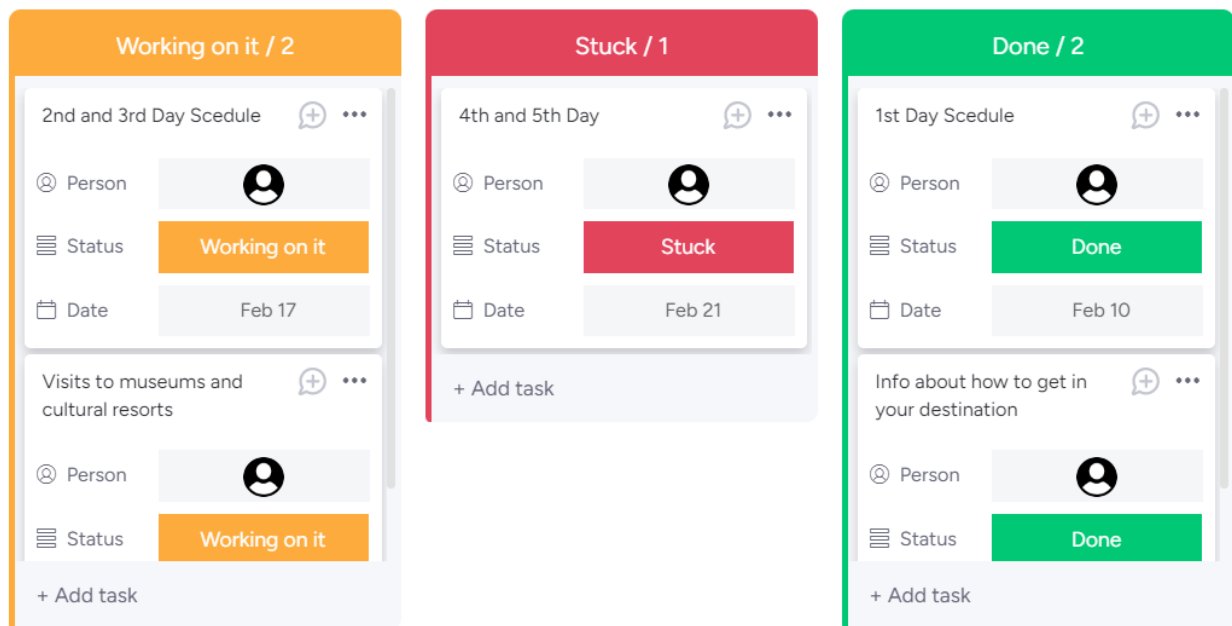 Working on it / 2
2nd and 3rd Day Scedule
Person
Status
Working on it
Date
Feb 17
Visits to museums and
cultural resorts
Person
Status
Working on it
+ Add task
Stuck / 1
4th and 5th Day
Person
Status
Stuck
Date
Feb 21
+ Add task
Done / 2
1st Day Scedule
Person
Status
Done
Date
Feb 10
Info about how to get in
your destination
Person
Status
Done
+ Add task